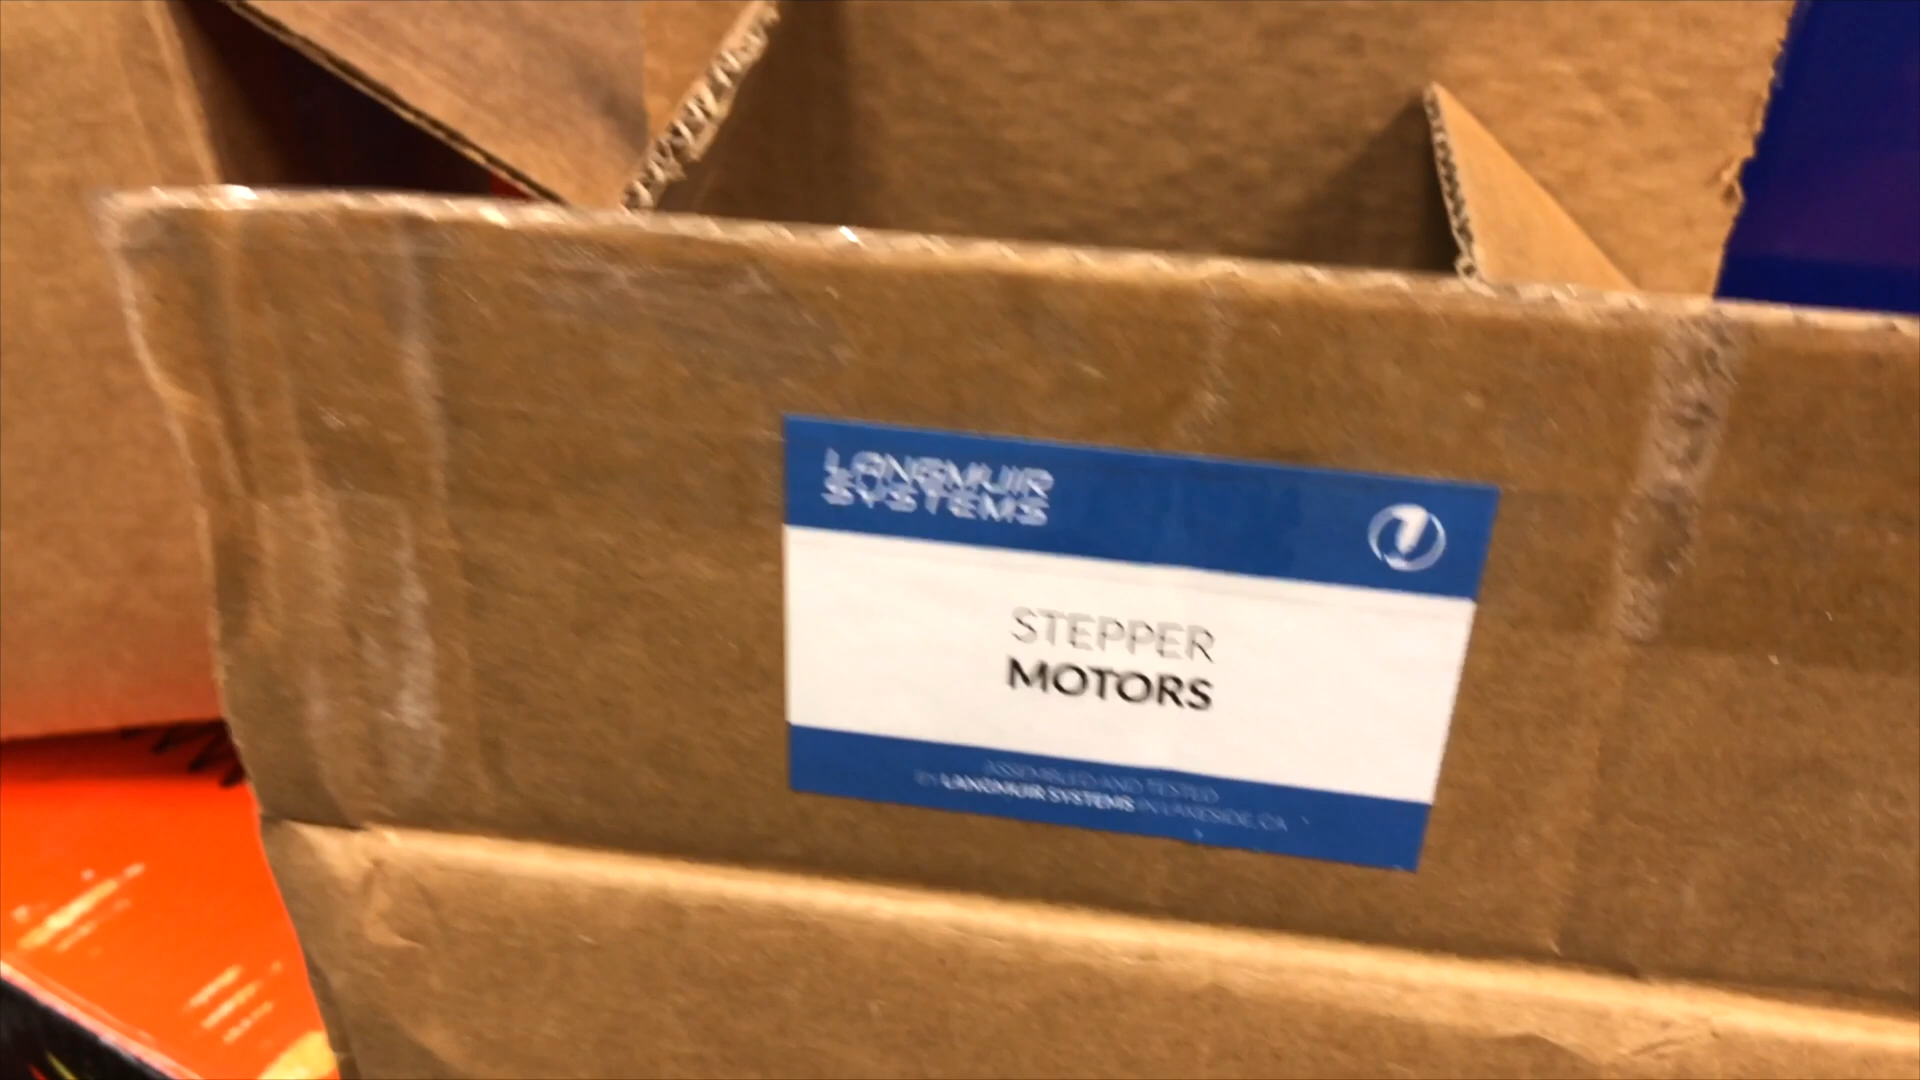 LANGMUIR
SYSTEMS
STEPPER
MOTORS
ASSEMBLED AND TESTED
BY LANGMUIR SYSTEMS IN LAKESIDE, CA